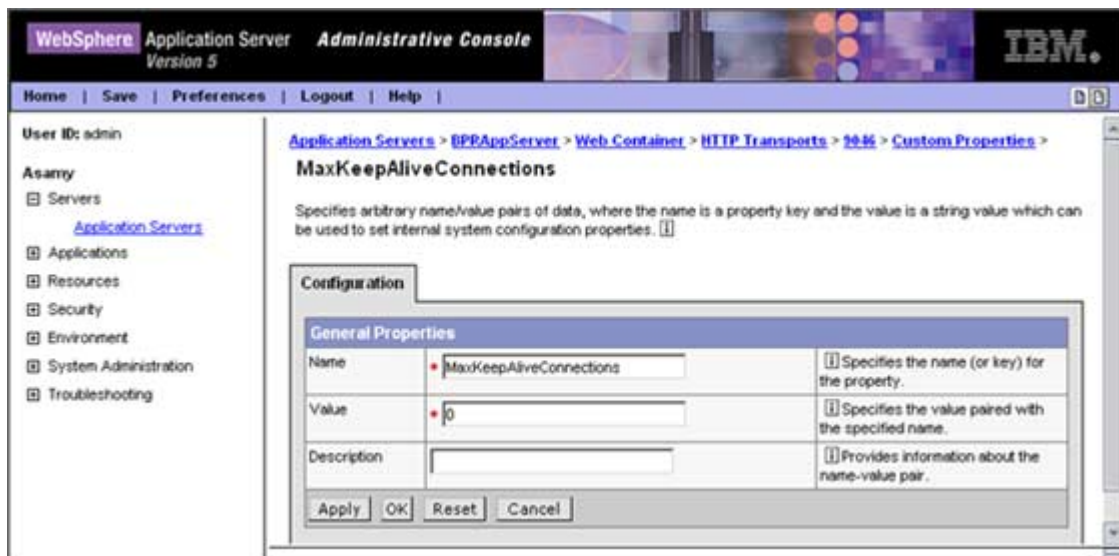 WebSphere Application Server Administrative Console
Version 5
IBM.
Home | Save | Preferences | Logout | Help |
User ID: admin
Asamy
Servers
Application Servers
Applications
Resources
Security
Environment
System Administration
Troubleshooting
Application Servers > BPRAppServer > Web Container > HTTP Transports > 9046 > Custom Properties >
MaxKeepAliveConnections
Specifies arbitrary name/value pairs of data, where the name is a property key and the value is a string value which can
be used to set internal system configuration properties. i
Configuration
General Properties
Name * MaxKeepAliveConnections i Specifies the name (or key) for
the property.
Value * 0 i Specifies the value paired with
the specified name.
Description i Provides information about the
name-value pair.
Apply OK Reset Cancel